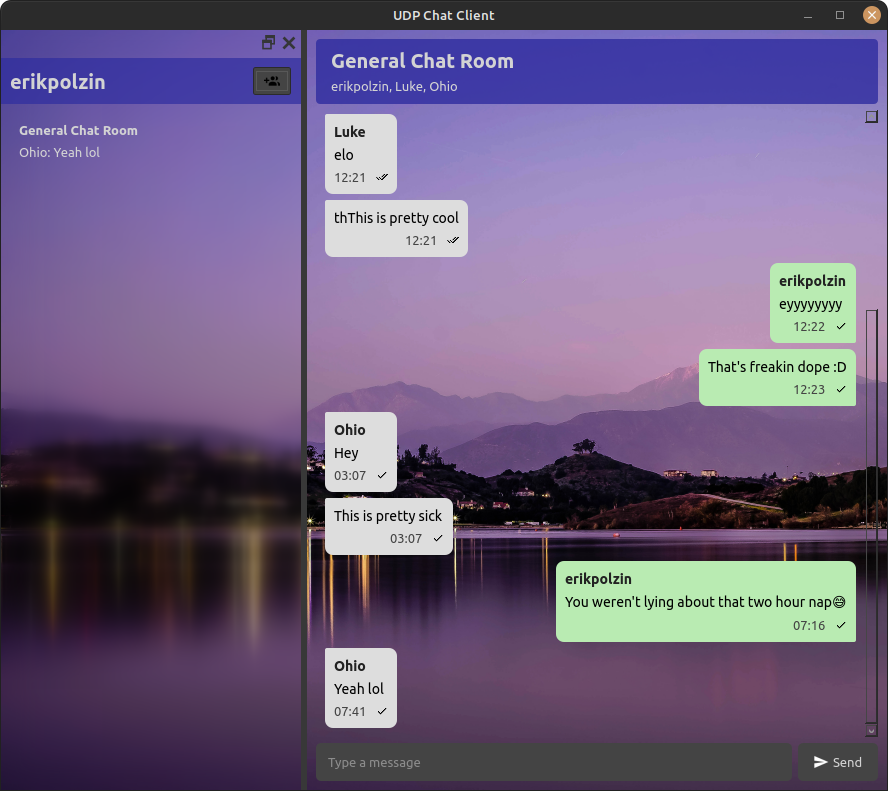 UDP Chat Client
erikpolzin
General Chat Room
Ohio: Yeah lol
General Chat Room
erikpolzin, Luke, Ohio
Luke
elo
12:21
thThis is pretty cool
12:21
erikpolzin
eyyyyyyyy
12:22
That's freakin dope :D
12:23
Ohio
Hey
03:07
This is pretty sick
03:07
erikpolzin
You weren't lying about that two hour nap😅
07:16
Ohio
Yeah lol
07:41
Type a message
Send